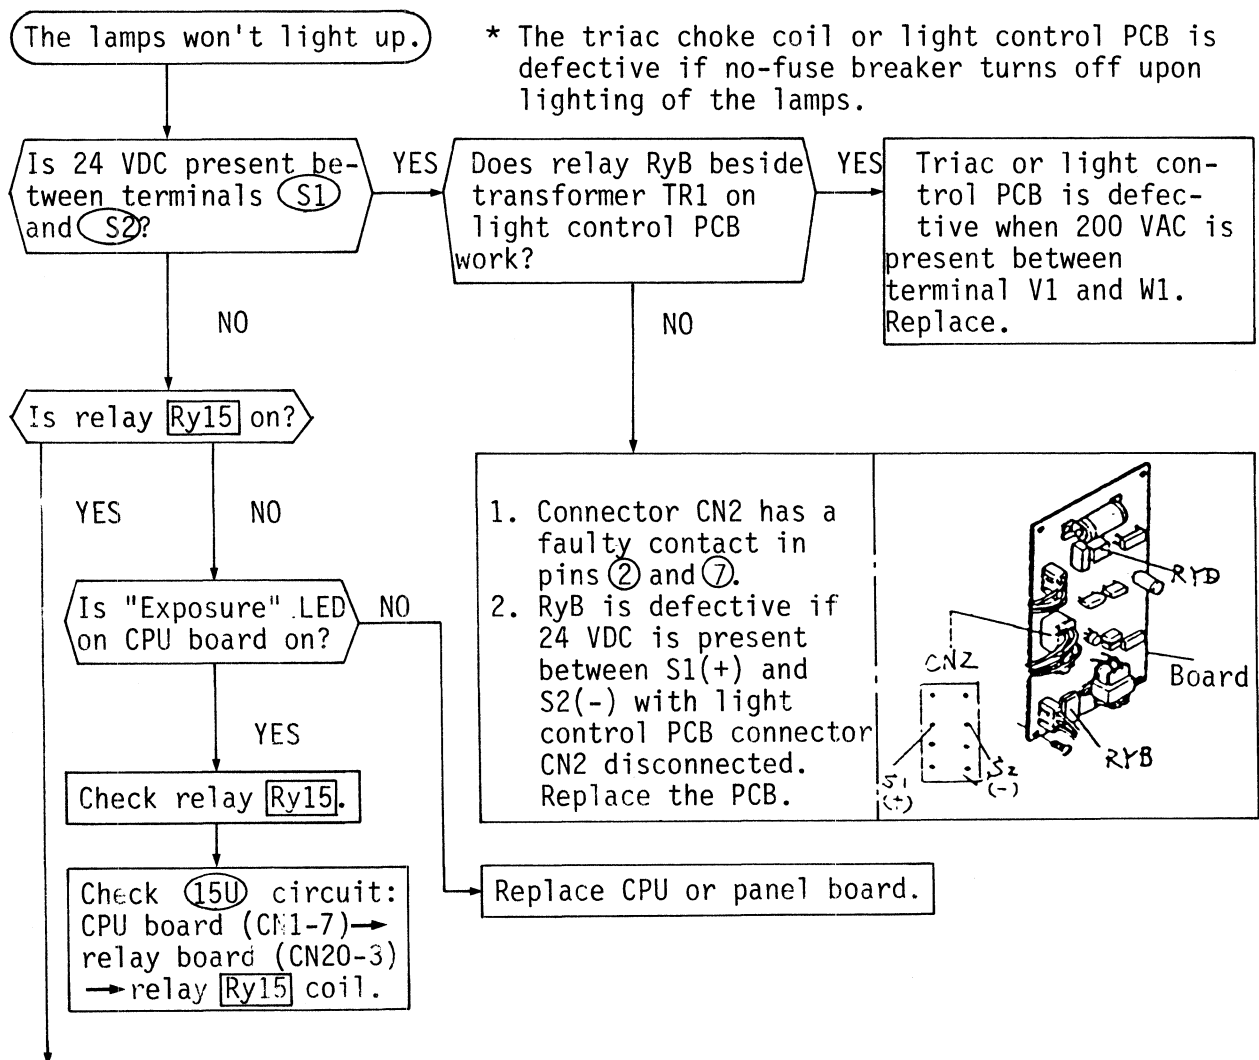 The lamps won't light up.
* The triac choke coil or light control PCB is
defective if no-fuse breaker turns off upon
lighting of the lamps.
Is 24 VDC present be-
tween terminals S1
and S2?
YES
Does relay RyB beside
transformer TR1 on
light control PCB
work?
YES
Triac or light con-
trol PCB is defec-
tive when 200 VAC is
present between
terminal V1 and W1.
Replace.
NO
NO
Is relay Ry15 on?
YES
NO
1. Connector CN2 has a
faulty contact in
pins ② and ⑦.
2. RyB is defective if
24 VDC is present
between S1(+) and
S2(-) with light
control PCB connector
CN2 disconnected.
Replace the PCB.
RYD
CN2
Board
RYB
S1
(+)
S2
(-)
Is "Exposure" LED
on CPU board on?
NO
YES
Check relay Ry15.
Replace CPU or panel board.
Check 15U circuit:
CPU board (CN1-7)→
relay board (CN20-3)
→relay Ry15 coil.